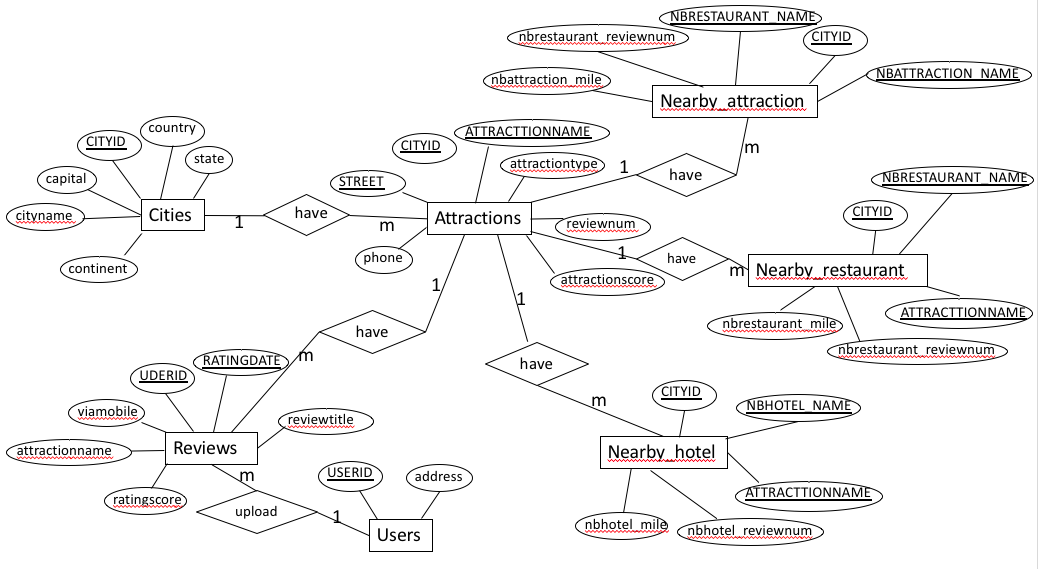 NBRESTAURANT_NAME
nbrestaurant_reviewnum
CITYID
nbattraction_mile
NBATTRACTION_NAME
Nearby_attraction
country
CITYID
ATTRACTTIONNAME
CITYID
state
attractiontype
capital
STREET
1
have
m
NBRESTAURANT_NAME
cityname
Cities
1
have
m
Attractions
reviewnum
CITYID
phone
1
have
m
Nearby_restaurant
continent
attractionscore
1
1
ATTRACTTIONNAME
nbrestaurant_mile
have
nbrestaurant_reviewnum
m
RATINGDATE
have
UDERID
CITYID
m
NBHOTEL_NAME
viamobile
reviewtitle
attractionname
Reviews
Nearby_hotel
m
USERID
address
ATTRACTTIONNAME
ratingscore
upload
1
nbhotel_mile
nbhotel_reviewnum
Users